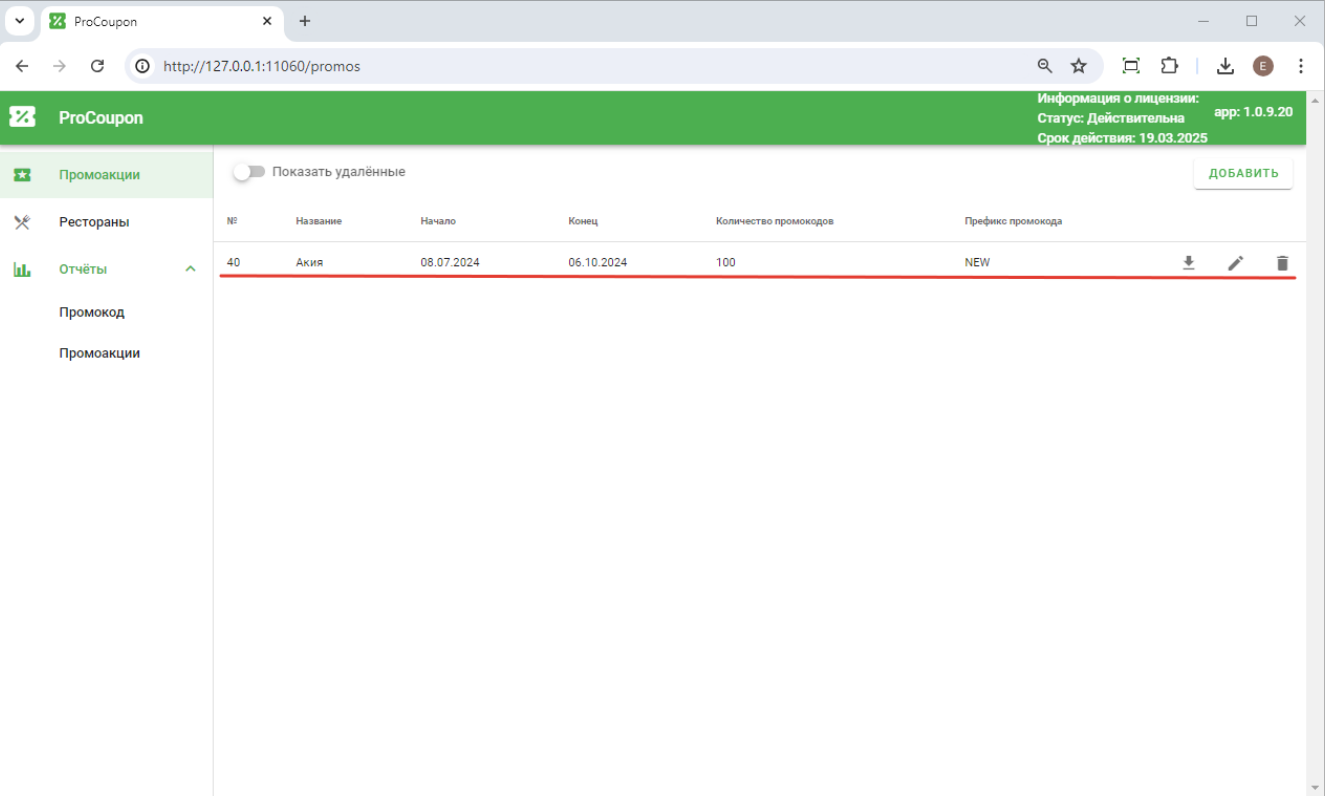 ProCoupon
http://127.0.0.1:11060/promos
E
ProCoupon
Информация о лицензии:
Статус: Действительна
Срок действия: 19.03.2025
app: 1.0.9.20
Промоакции
Рестораны
Отчёты
Промокод
Промоакции
Показать удалённые
ДОБАВИТЬ
№ Название Начало Конец Количество промокодов Префикс промокода
40 Акия 08.07.2024 06.10.2024 100 NEW